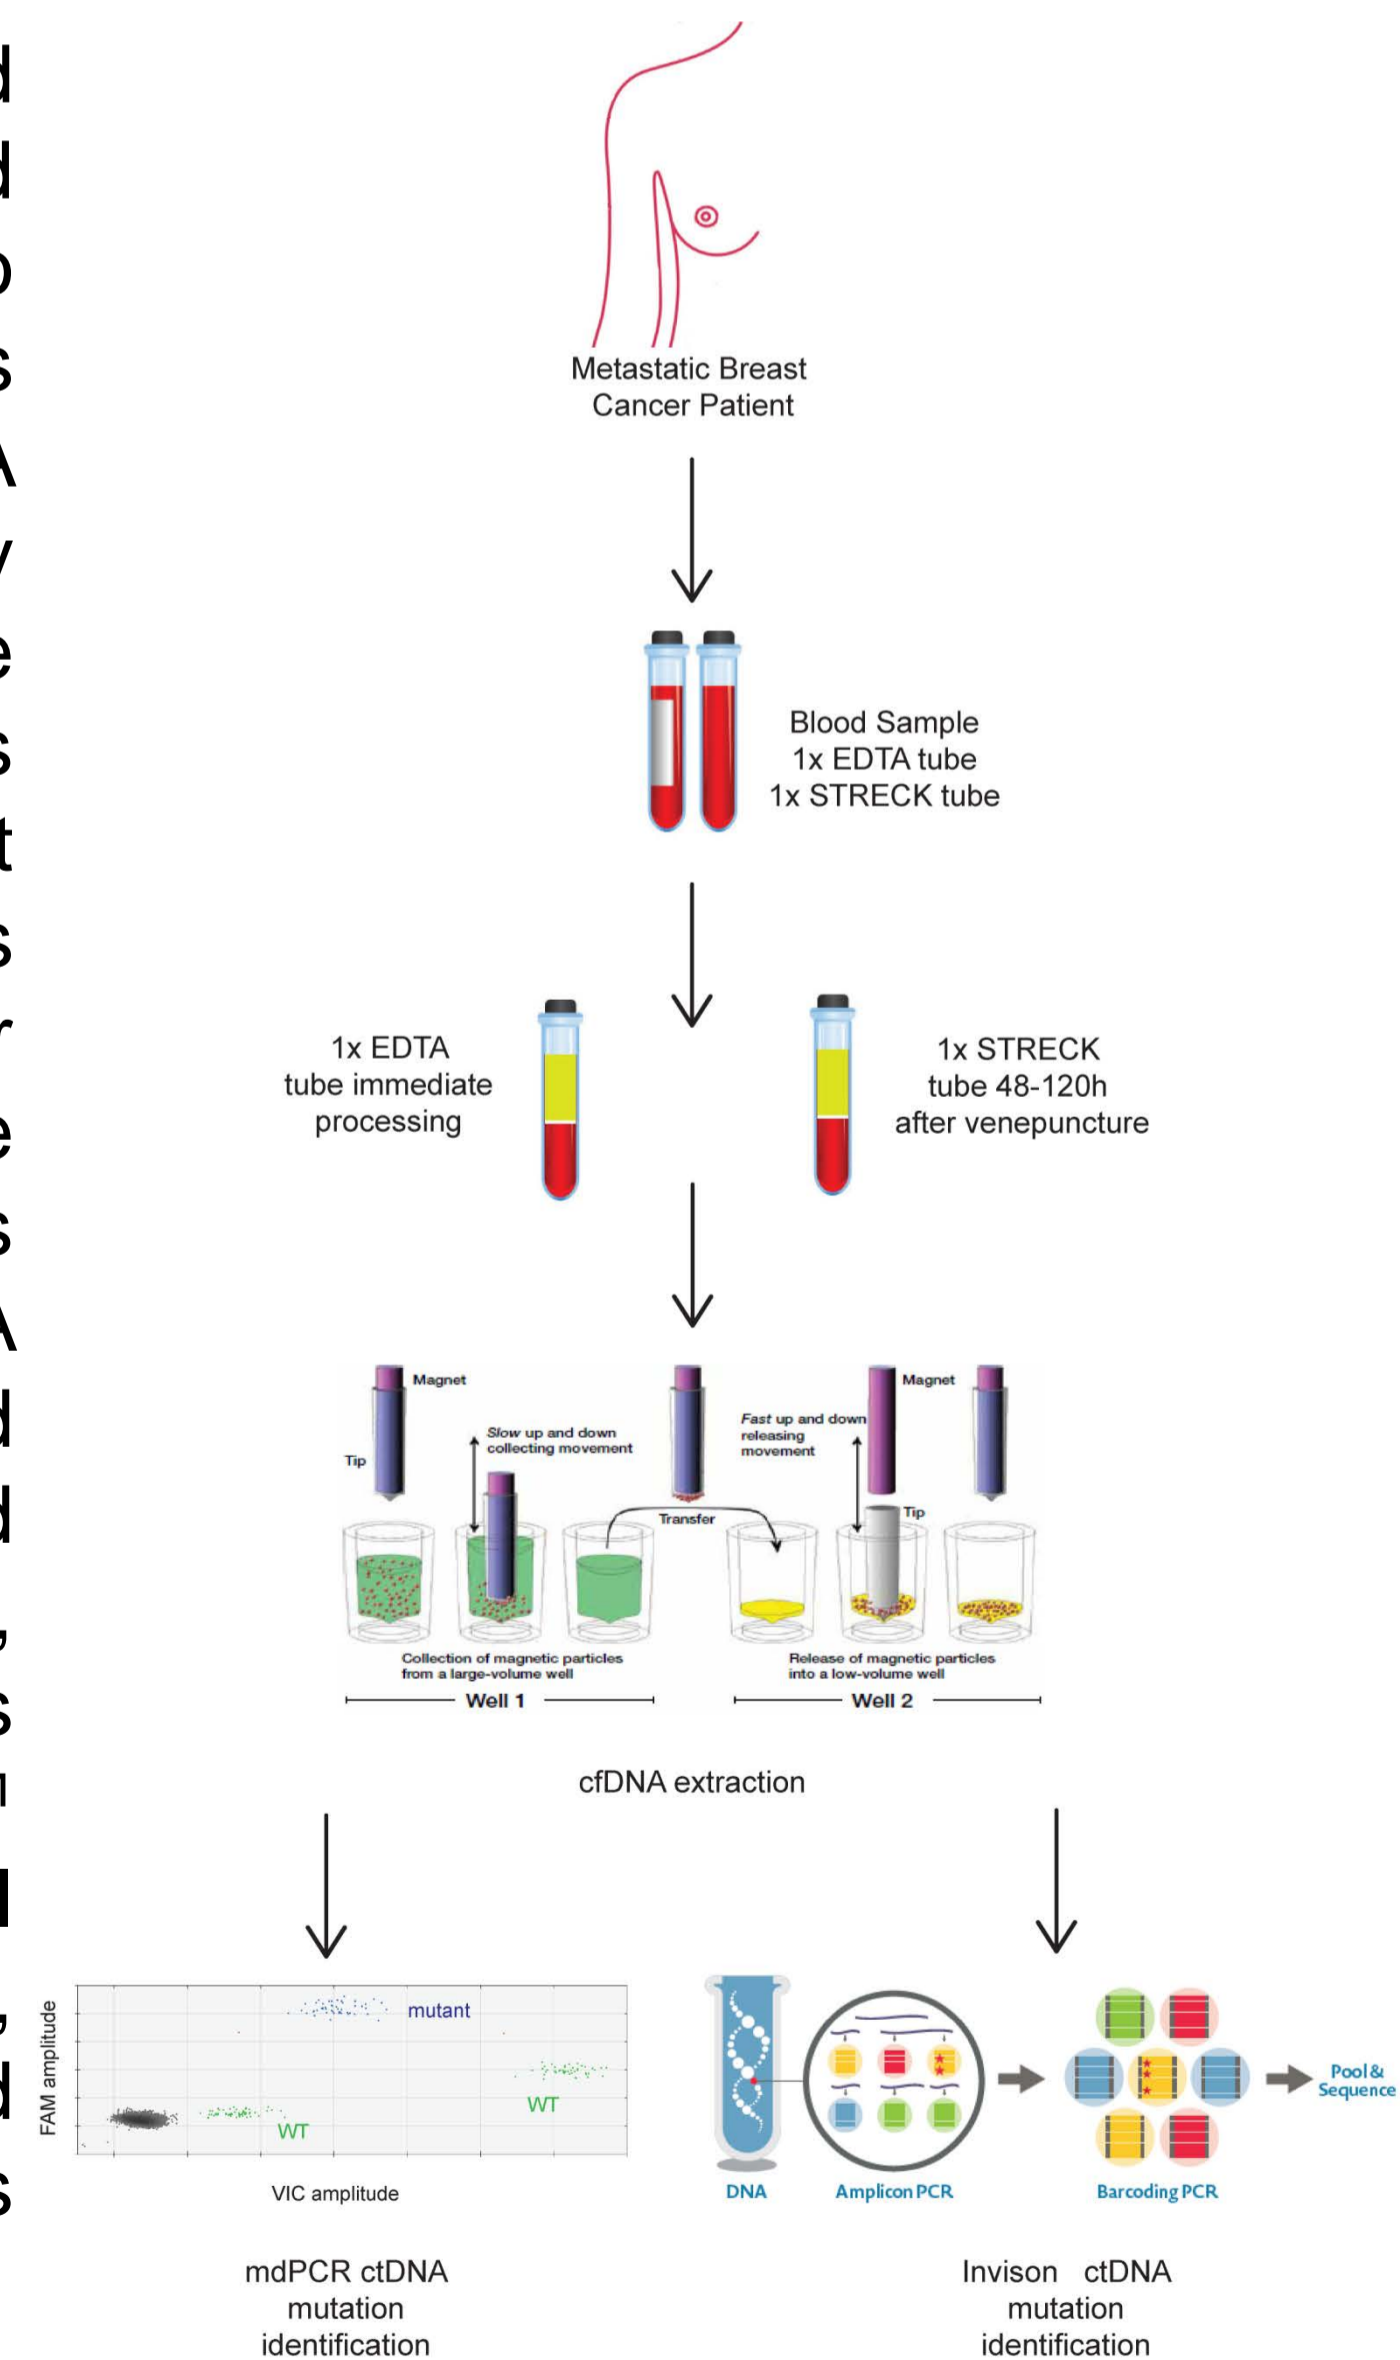 Metastatic Breast
Cancer Patient
Blood Sample
1x EDTA tube
1x STRECK tube
1x EDTA
tube immediate
processing
1x STRECK
tube 48-120h
after venepuncture
Magnet
Tip
Slow up and down
collecting movement
Transfer
Fast up and down
releasing
movement
Magnet
Tip
Collection of magnetic particles
from a large-volume well
Well 1
Release of magnetic particles
into a low-volume well
Well 2
cfDNA extraction
FAM amplitude
mutant
WT
WT
VIC amplitude
mdPCR ctDNA
mutation
identification
DNA
Amplicon PCR
Barcoding PCR
Pool &
Sequence
Invison ctDNA
mutation
identification